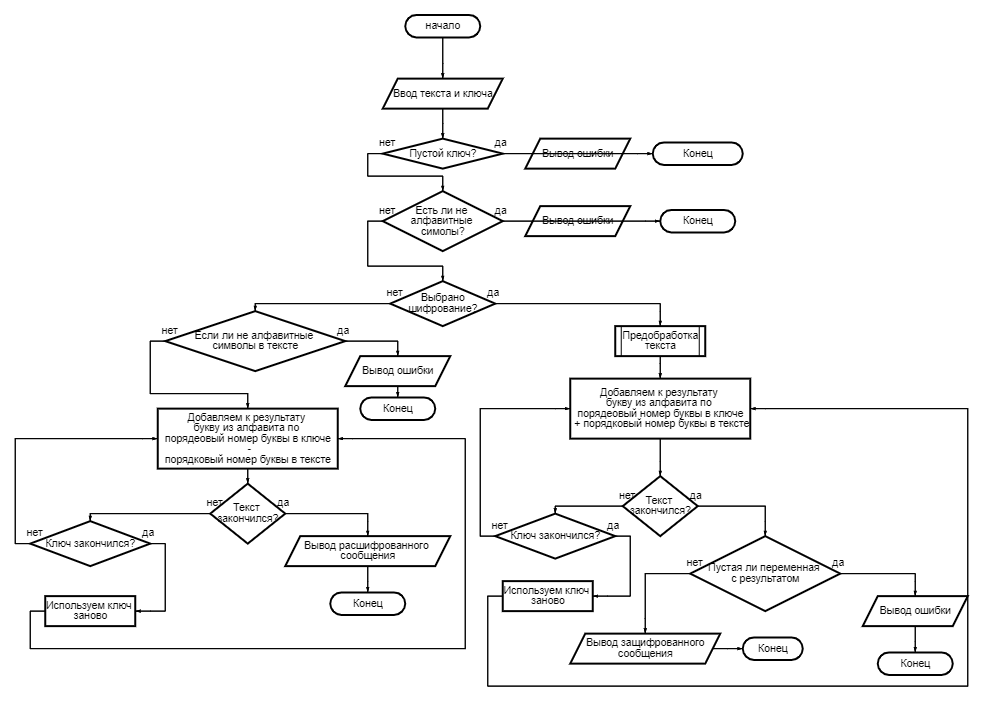 начало
Ввод текста и ключа
нет
Пустой ключ?
да
Вывод ошибки
Конец
нет
Есть ли не
алфавитные
симолы?
да
Вывод ошибки
Конец
нет
Выбрано
шифрование?
да
нет
Если ли не алфавитные
символы в тексте
да
Вывод ошибки
Конец
Предобработка
текста
Добавляем к результату
букву из алфавита по
порядеовый номер буквы в ключе
-
порядковый номер буквы в тексте
Добавляем к результату
букву из алфавита по
порядеовый номер буквы в ключе
+ порядковый номер буквы в тексте
нет
Текст
закончился?
да
нет
Ключ закончился?
да
Вывод расшифрованного
сообщения
Конец
Используем ключ
заново
нет
Текст
закончился?
да
нет
Ключ закончился?
да
Используем ключ
заново
нет
Пустая ли переменная
с результатом
да
Вывод ошибки
Конец
Вывод защифрованного
сообщения
Конец